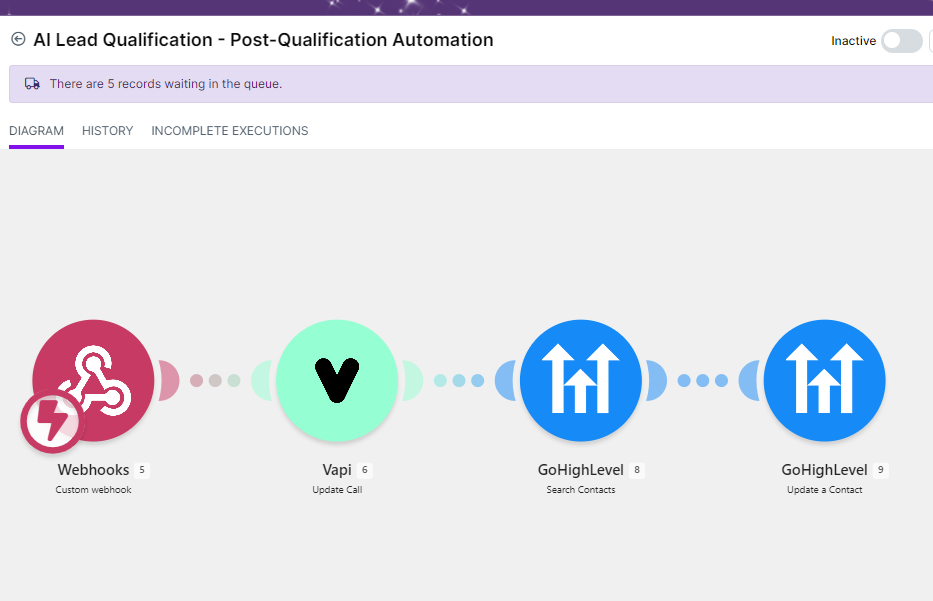 AI Lead Qualification - Post-Qualification Automation
Inactive
There are 5 records waiting in the queue.
DIAGRAM HISTORY INCOMPLETE EXECUTIONS
Webhooks 5
Custom webhook
Vapi 6
Update Call
GoHighLevel 8
Search Contacts
GoHighLevel 9
Update a Contact